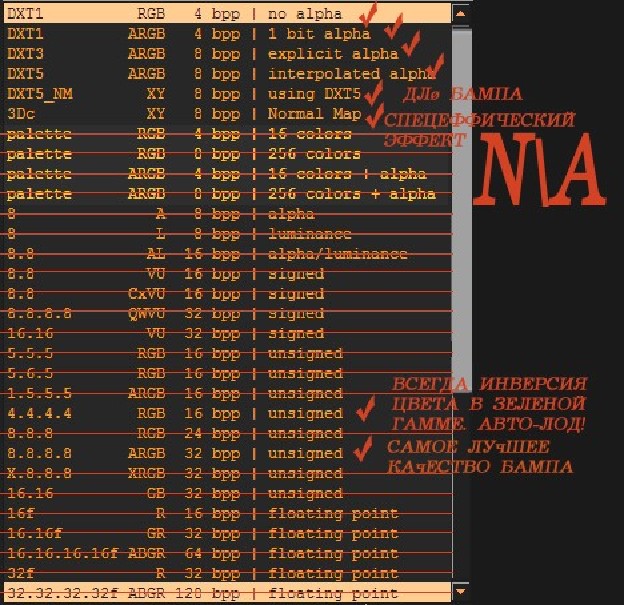 DXT1 RGB 4 bpp | no alpha
DXT1 ARGB 4 bpp | 1 bit alpha
DXT3 ARGB 8 bpp | explicit alpha
DXT5 ARGB 8 bpp | interpolated alpha
DXT5_NM XY 8 bpp | using DXT5 ДЛЯ БАМПА
3Dc XY 8 bpp | Normal Map СПЕЦЕФФИЧЕСКИЙ
ЭФФЕКТ
palette RGB 4 bpp | 16 colors
palette RGB 8 bpp | 256 colors
palette ARGB 4 bpp | 16 colors + alpha
palette ARGB 8 bpp | 256 colors + alpha
N\A
8 A 8 bpp | alpha
8 L 8 bpp | luminance
8.8 AL 16 bpp | alpha/luminance
8.8 VU 16 bpp | signed
8.8 CxVU 16 bpp | signed
8.8.8.8 QWVU 32 bpp | signed
16.16 VU 32 bpp | signed
5.5.5 RGB 16 bpp | unsigned
5.6.5 RGB 16 bpp | unsigned
1.5.5.5 ARGB 16 bpp | unsigned
4.4.4.4 RGB 16 bpp | unsigned
8.8.8 RGB 24 bpp | unsigned
ВСЕГДА ИНВЕРСИЯ
ЦВЕТА В ЗЕЛЕНОЙ
ГАММЕ. АВТО-ЛОД!
8.8.8.8 ARGB 32 bpp | unsigned
X.8.8.8 XRGB 32 bpp | unsigned
САМОЕ ЛУчШЕЕ
КАчЕСТВО БАМПА
16.16 GB 32 bpp | unsigned
16f R 16 bpp | floating point
16.16f GR 32 bpp | floating point
16.16.16.16f ABGR 64 bpp | floating point
32f R 32 bpp | floating point
32.32.32.32f ABGR 128 bpp | floating point